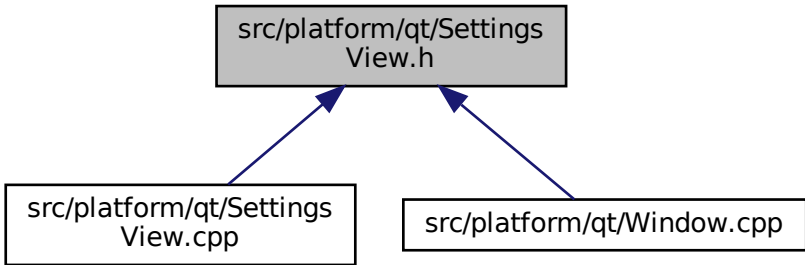 src/platform/qt/Settings
View.h
src/platform/qt/Settings
View.cpp
src/platform/qt/Window.cpp